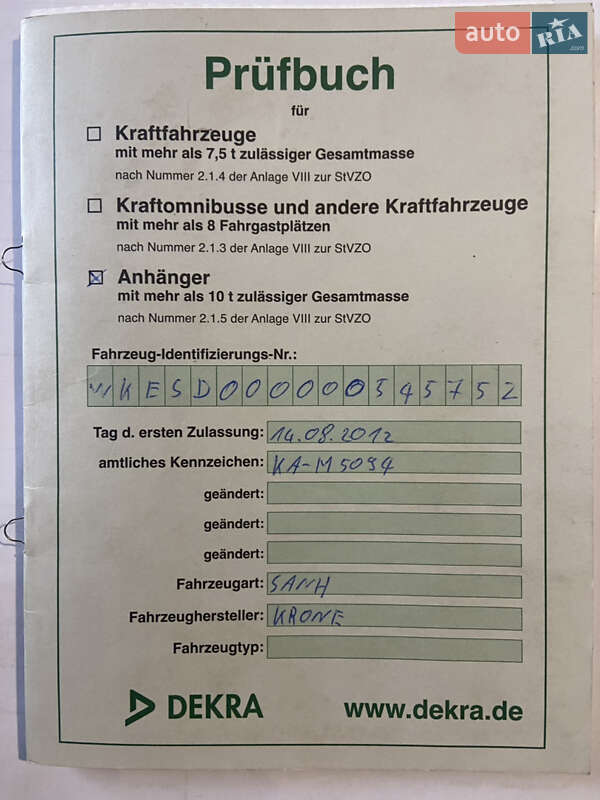 auto RIA.com
Prüfbuch
für
Kraftfahrzeuge
mit mehr als 7,5 t zulässiger Gesamtmasse
nach Nummer 2.1.4 der Anlage VIII zur StVZO
Kraftomnibusse und andere Kraftfahrzeuge
mit mehr als 8 Fahrgastplätzen
nach Nummer 2.1.3 der Anlage VIII zur StVZO
Anhänger
mit mehr als 10 t zulässiger Gesamtmasse
nach Nummer 2.1.5 der Anlage VIII zur StVZO
Fahrzeug-Identifizierungs-Nr.:
WKESD000000545752
Tag d. ersten Zulassung: 14.08.2012
amtliches Kennzeichen: KA-M 5094
geändert:
geändert:
geändert:
Fahrzeugart: SANH
Fahrzeughersteller: KRONE
Fahrzeugtyp:
DEKRA www.dekra.de